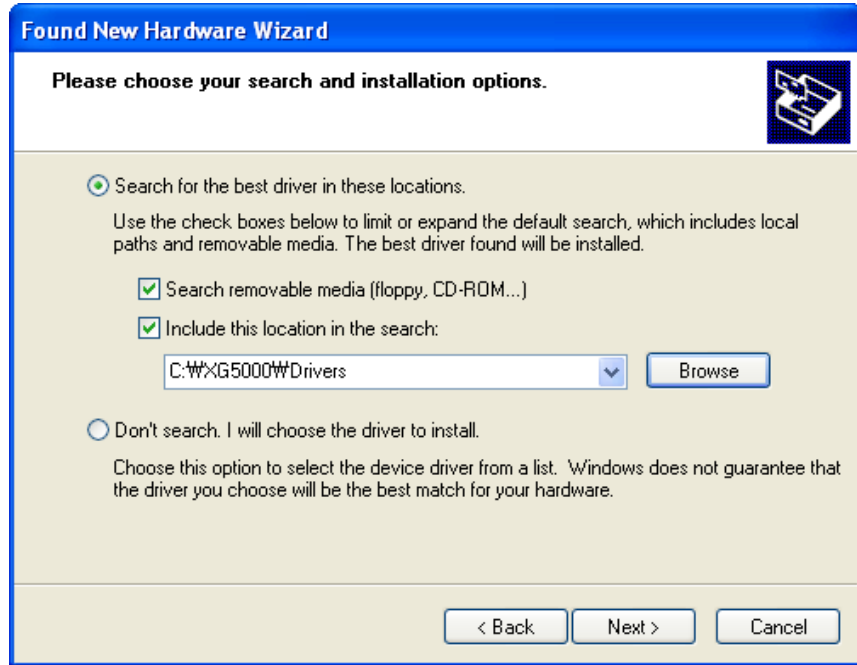 Found New Hardware Wizard
Please choose your search and installation options.
Search for the best driver in these locations.
Use the check boxes below to limit or expand the default search, which includes local
paths and removable media. The best driver found will be installed.
Search removable media (floppy, CD-ROM...)
Include this location in the search:
C:₩XG5000₩Drivers
Browse
Don't search. I will choose the driver to install.
Choose this option to select the device driver from a list.  Windows does not guarantee that
the driver you choose will be the best match for your hardware.
< Back
Next >
Cancel